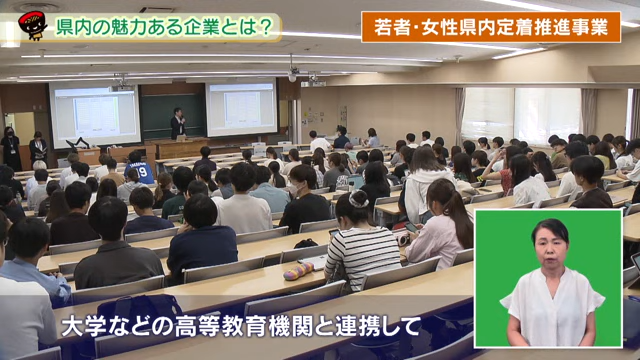 県内の魅力ある企業とは？
若者・女性県内定着推進事業
大学などの高等教育機関と連携して